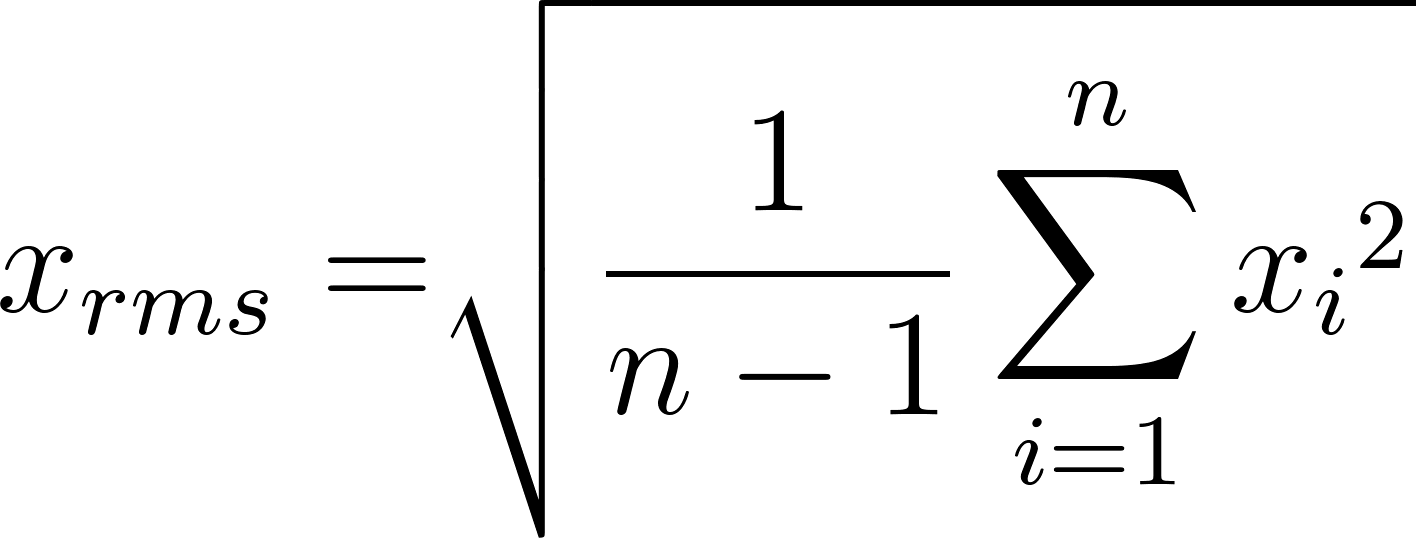 $x_{rms} = \sqrt{\frac{1}{n-1} \sum_{i=1}^{n} {x_i}^2}$